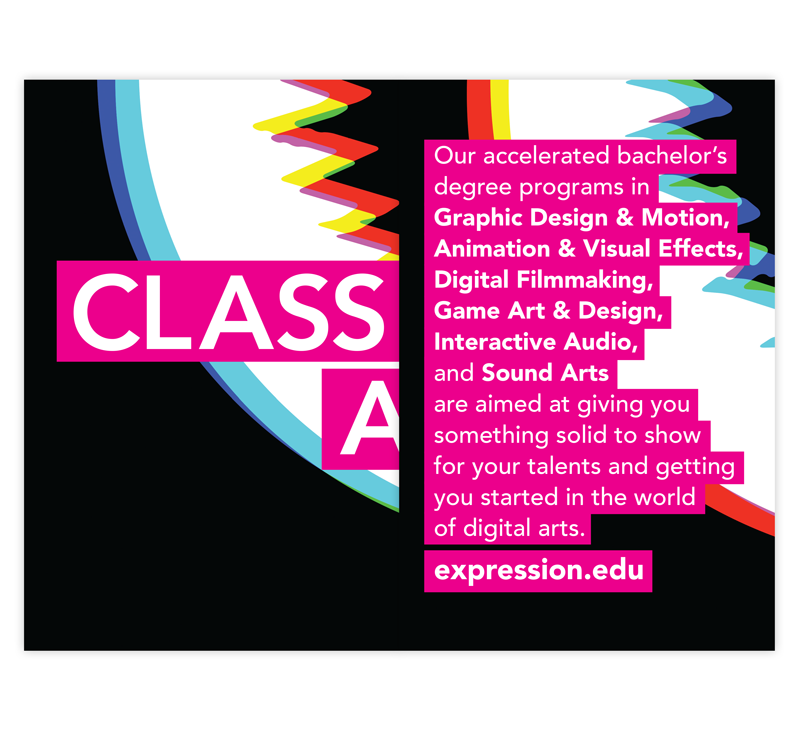 CLASS
A
Our accelerated bachelor's
degree programs in
Graphic Design & Motion,
Animation & Visual Effects,
Digital Filmmaking,
Game Art & Design,
Interactive Audio,
and Sound Arts
are aimed at giving you
something solid to show
for your talents and getting
you started in the world
of digital arts.
expression.edu